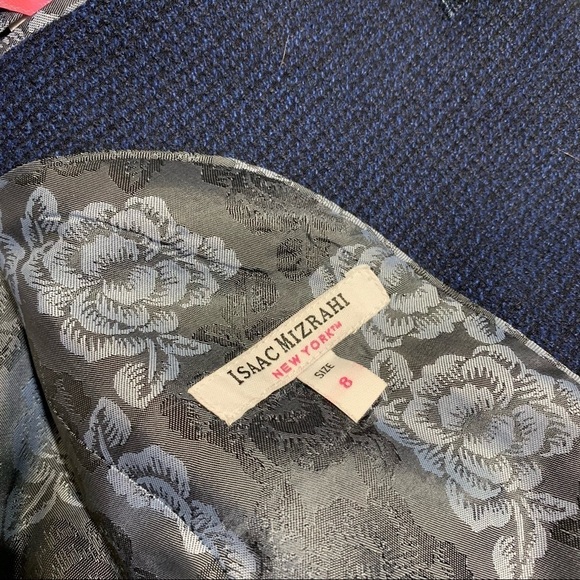 ISAAC MIZRAHI
NEW YORK™
SIZE
8